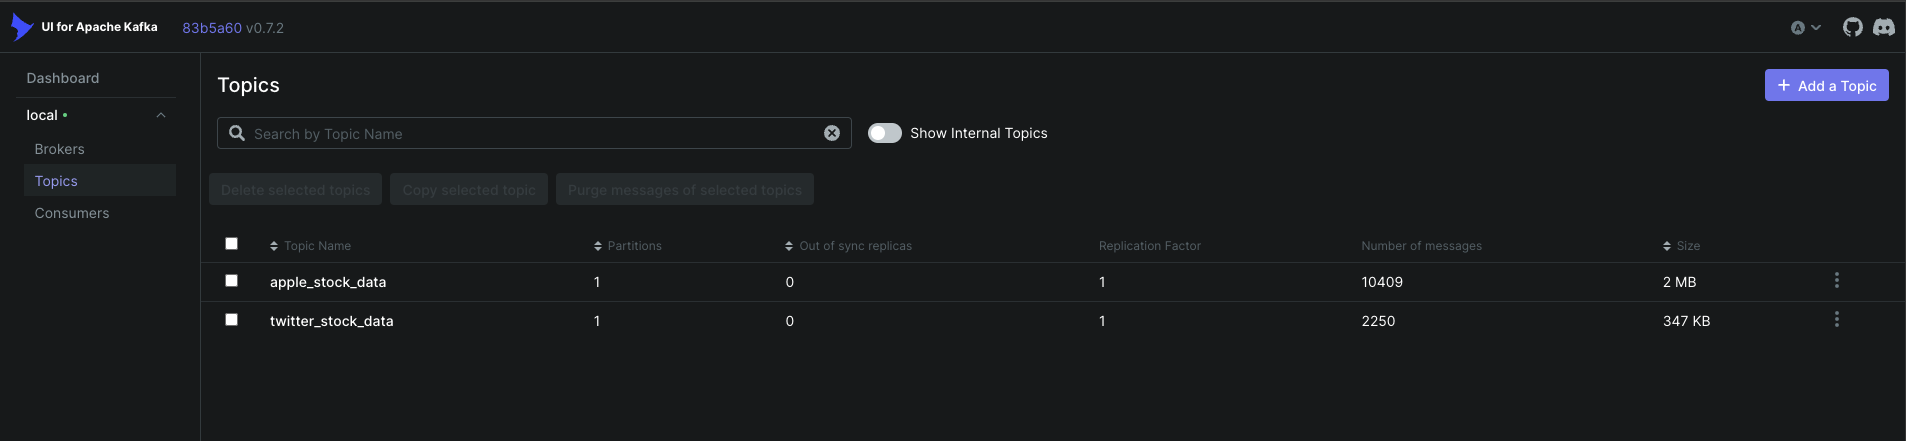 UI for Apache Kafka 83b5a60 v0.7.2 A
Dashboard
local
Brokers
Topics
Consumers
Topics
Add a Topic
Search by Topic Name
Show Internal Topics
Delete selected topics Copy selected topic Purge messages of selected topics
Topic Name Partitions Out of sync replicas Replication Factor Number of messages Size
apple_stock_data 1 0 1 10409 2 MB
twitter_stock_data 1 0 1 2250 347 KB